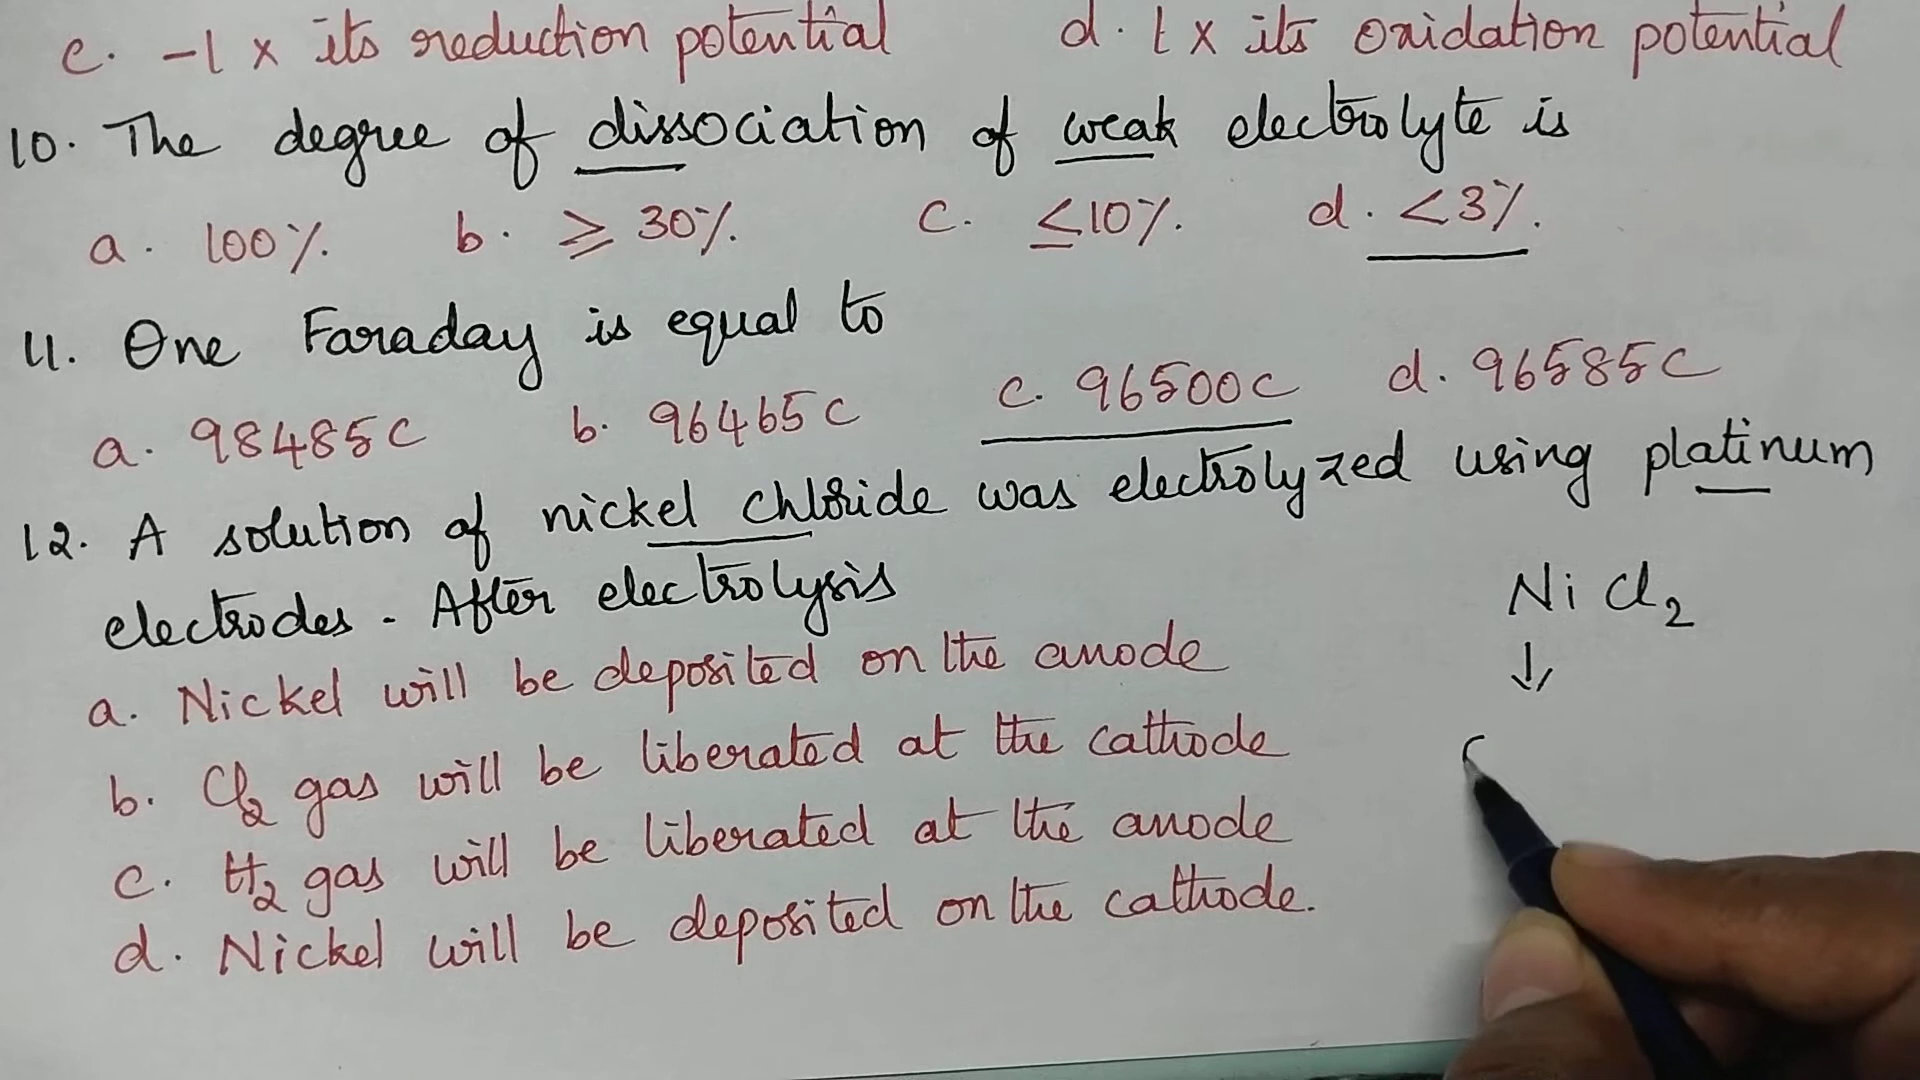 c. -1 x its reduction potential d. 1 x its oxidation potential
10. The degree of dissociation of weak electrolyte is
a. 100% b. ≥ 30% c. ≤10% d. <3%
11. One Faraday is equal to
a. 98485C b. 96465C c. 96500C d. 96585C
12. A solution of nickel chloride was electrolyzed using platinum
electrodes. After electrolysis
NiCl₂
↓
a. Nickel will be deposited on the anode
b. Cl₂ gas will be liberated at the cathode
c. H₂ gas will be liberated at the anode
d. Nickel will be deposited on the cathode.